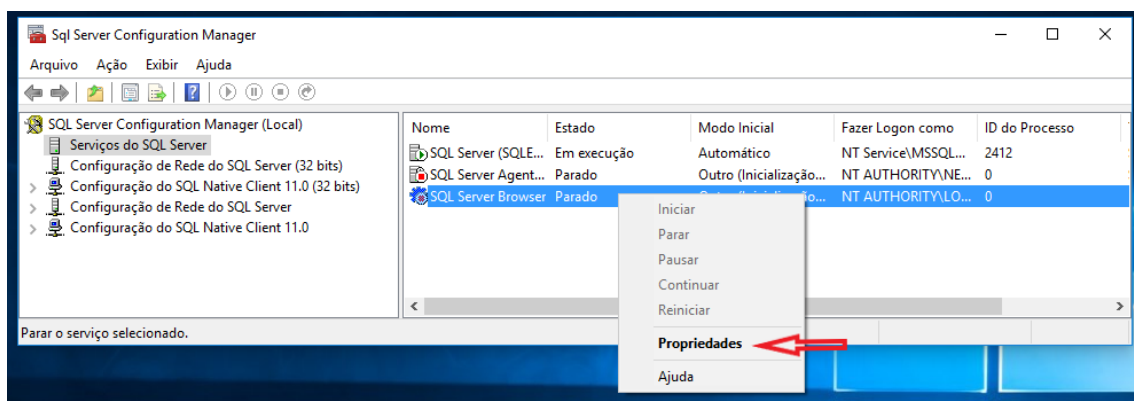 Sql Server Configuration Manager
Arquivo Ação Exibir Ajuda
SQL Server Configuration Manager (Local)
Serviços do SQL Server
Configuração de Rede do SQL Server (32 bits)
Configuração do SQL Native Client 11.0 (32 bits)
Configuração de Rede do SQL Server
Configuração do SQL Native Client 11.0
Nome Estado Modo Inicial Fazer Logon como ID do Processo
SQL Server (SQLE... Em execução Automático NT Service\MSSQL... 2412
SQL Server Agent... Parado Outro (Inicialização... NT AUTHORITY\NE... 0
SQL Server Browser Parado NT AUTHORITY\LO... 0
Iniciar
Parar
Pausar
Continuar
Reiniciar
Propriedades
Ajuda
Parar o serviço selecionado.